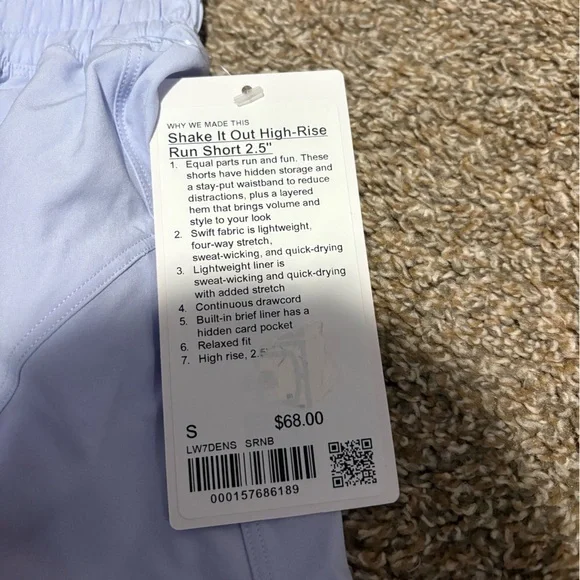 WHY WE MADE THIS
Shake It Out High-Rise
Run Short 2.5"
1. Equal parts run and fun. These
shorts have hidden storage and
a stay-put waistband to reduce
distractions, plus a layered
hem that brings volume and
style to your look
2. Swift fabric is lightweight,
four-way stretch,
sweat-wicking, and quick-drying
3. Lightweight liner is
sweat-wicking and quick-drying
with added stretch
4. Continuous drawcord
5. Built-in brief liner has a
hidden card pocket
6. Relaxed fit
7. High rise, 2.5"
S $68.00
LW7DENS SRNB
000157686189